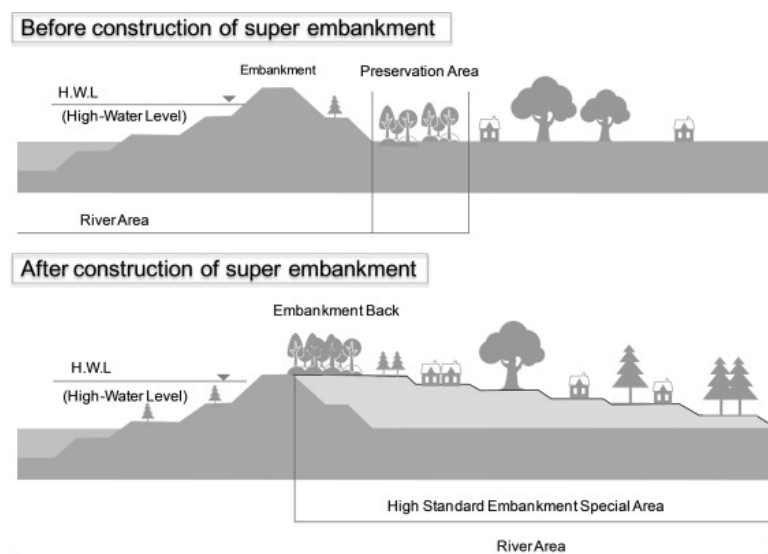 Before construction of super embankment
Embankment
Preservation Area
H.W.L
(High-Water Level)
River Area
After construction of super embankment
Embankment Back
H.W.L
(High-Water Level)
High Standard Embankment Special Area
River Area